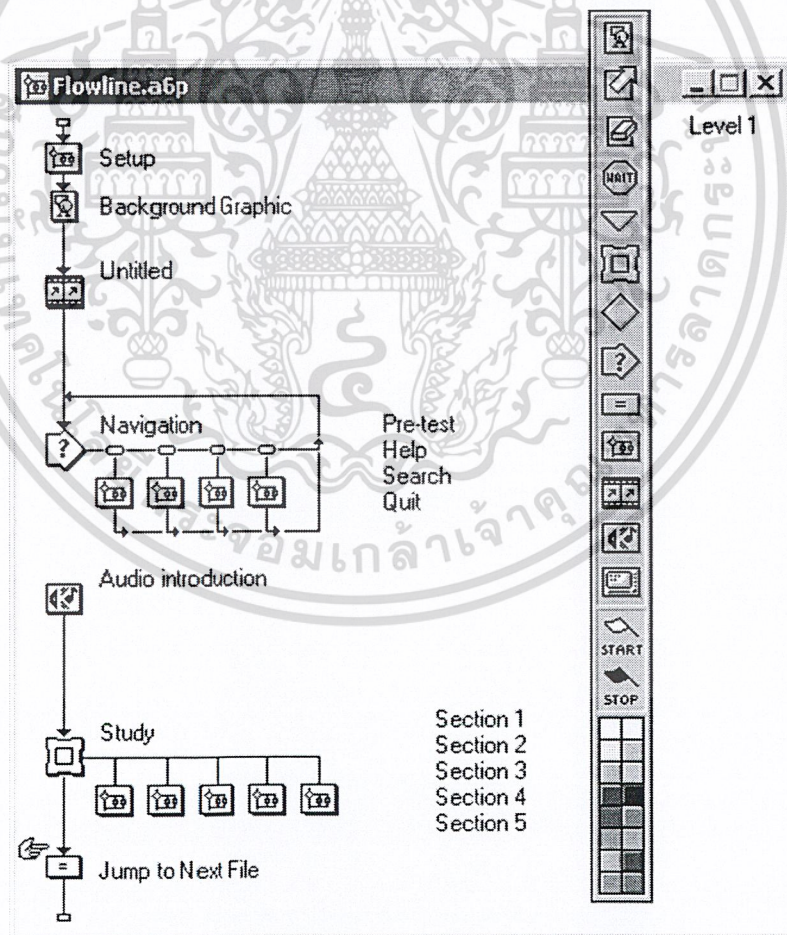 Flowline.a6p
Level 1
Setup
Background Graphic
Untitled
Navigation
Pre-test
Help
Search
Quit
Audio introduction
Study
Section 1
Section 2
Section 3
Section 4
Section 5
Jump to Next File
WAIT
START
STOP